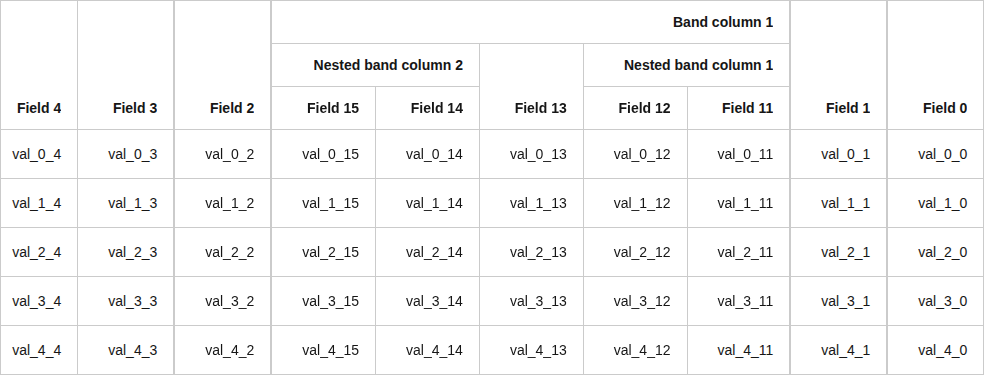 Band column 1
Nested band column 2 Nested band column 1
Field 4 Field 3 Field 2 Field 15 Field 14 Field 13 Field 12 Field 11 Field 1 Field 0
val_0_4 val_0_3 val_0_2 val_0_15 val_0_14 val_0_13 val_0_12 val_0_11 val_0_1 val_0_0
val_1_4 val_1_3 val_1_2 val_1_15 val_1_14 val_1_13 val_1_12 val_1_11 val_1_1 val_1_0
val_2_4 val_2_3 val_2_2 val_2_15 val_2_14 val_2_13 val_2_12 val_2_11 val_2_1 val_2_0
val_3_4 val_3_3 val_3_2 val_3_15 val_3_14 val_3_13 val_3_12 val_3_11 val_3_1 val_3_0
val_4_4 val_4_3 val_4_2 val_4_15 val_4_14 val_4_13 val_4_12 val_4_11 val_4_1 val_4_0